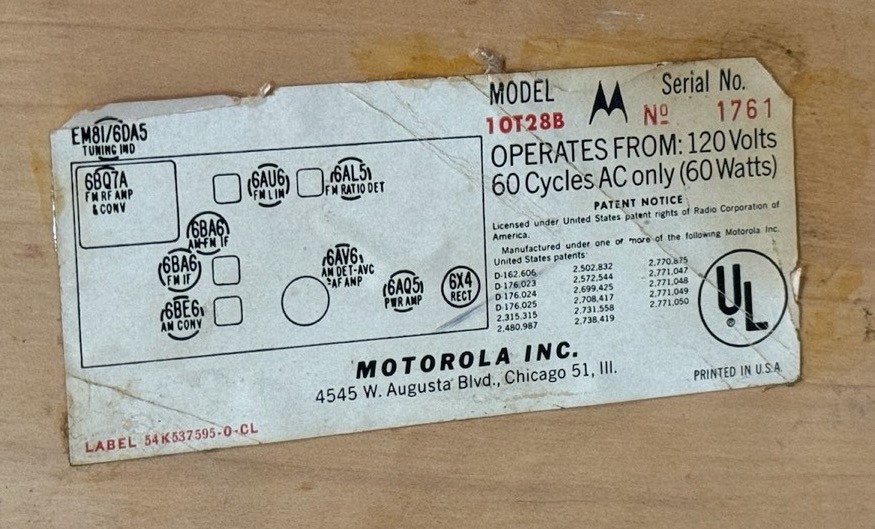 EM81/6DA5
TUNING IND
6BQ7A
FM RF AMP
& CONV
6AU6
FM LIM
6AL5
FM RATIO DET
6BA6
AM-FM IF
6BA6
FM IF
6BE6
AM CONV
6AV6
AM DET-AVC
AF AMP
6AQ5
PWR AMP
6X4
RECT
MODEL
10T28B
Serial No.
Nº 1761
OPERATES FROM: 120 Volts
60 Cycles AC only (60 Watts)
PATENT NOTICE
Licensed under United States patent rights of Radio Corporation of
America.
Manufactured under one or more of the following Motorola Inc.
United States patents:
D-162.606 2,502,832 2,770,875
D-176,023 2,572,544 2,771,047
D-176,024 2,699,425 2,771,048
D-176,025 2,708,417 2,771,049
2,315,315 2,731,558 2,771,050
2,480,987 2,738,419
UL
®
MOTOROLA INC.
4545 W. Augusta Blvd., Chicago 51, Ill.
PRINTED IN U.S.A.
LABEL 54K537595-O-CL